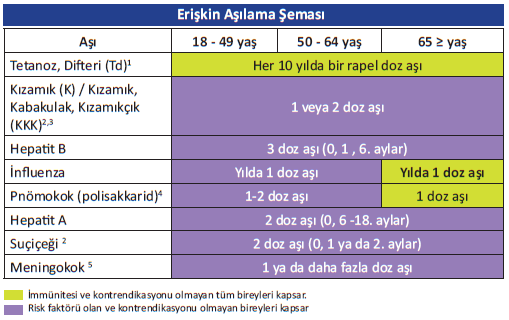 Erişkin Aşılama Şeması
Aşı 18 - 49 yaş 50 - 64 yaş 65 ≥ yaş
Tetanoz, Difteri (Td)¹ Her 10 yılda bir rapel doz aşı
Kızamık (K) / Kızamık,
Kabakulak, Kızamıkçık
(KKK)²,³ 1 veya 2 doz aşı
Hepatit B 3 doz aşı (0, 1 , 6. aylar)
İnfluenza Yılda 1 doz aşı Yılda 1 doz aşı
Pnömokok (polisakkarid)⁴ 1-2 doz aşı 1 doz aşı
Hepatit A 2 doz aşı (0, 6 -18. aylar)
Suçiçeği ² 2 doz aşı (0, 1 ya da 2. aylar)
Meningokok ⁵ 1 ya da daha fazla doz aşı
İmmünitesi ve kontrendikasyonu olmayan tüm bireyleri kapsar.
Risk faktörü olan ve kontrendikasyonu olmayan bireyleri kapsar